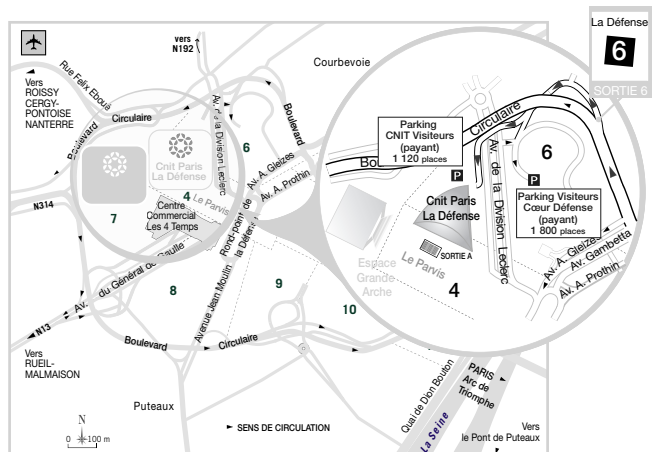 La Défense
6
SORTIE 6
vers
N192
Courbevoie
Vers
ROISSY
CERGY-
PONTOISE
NANTERRE
Rue Felix Eboué
Boulevard
Circulaire
Av. de la Division Leclerc
Boulevard
6
Av. A. Gleizes
Av. A. Prothin
Cnit Paris
La Défense
4
Le Parvis
Centre
Commercial
Les 4 Temps
Rond-point de
la Défense
N314
7
Av. du Général de Gaulle
8
Avenue Jean Moulin
9
10
N13
Boulevard
Circulaire
Vers
RUEIL-
MALMAISON
Puteaux
N
0 100 m
SENS DE CIRCULATION
Quai de Dion Bouton
La Seine
PARIS
Arc de
Triomphe
Vers
le Pont de Puteaux
Parking
CNIT Visiteurs
(payant)
1 120 places
P
Bou
Circulaire
Av. de la Division Leclerc
6
P
Parking Visiteurs
Cœur Défense
(payant)
1 800 places
Cnit Paris
La Défense
SORTIE A
Le Parvis
4
Espace
Grande
Arche
Av. A. Gleizes
Av. Gambetta
Av. A. Prothin